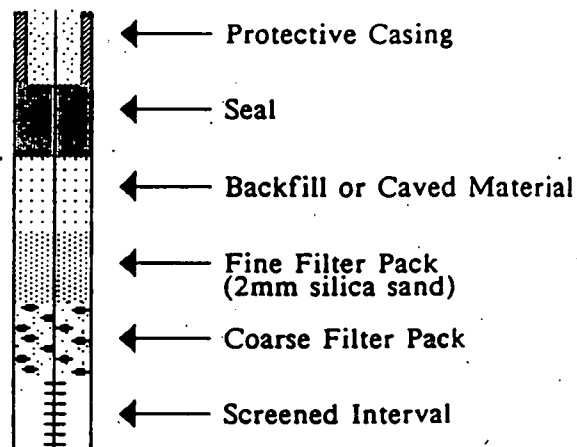 Protective Casing
Seal
Backfill or Caved Material
Fine Filter Pack
(2mm silica sand)
Coarse Filter Pack
Screened Interval